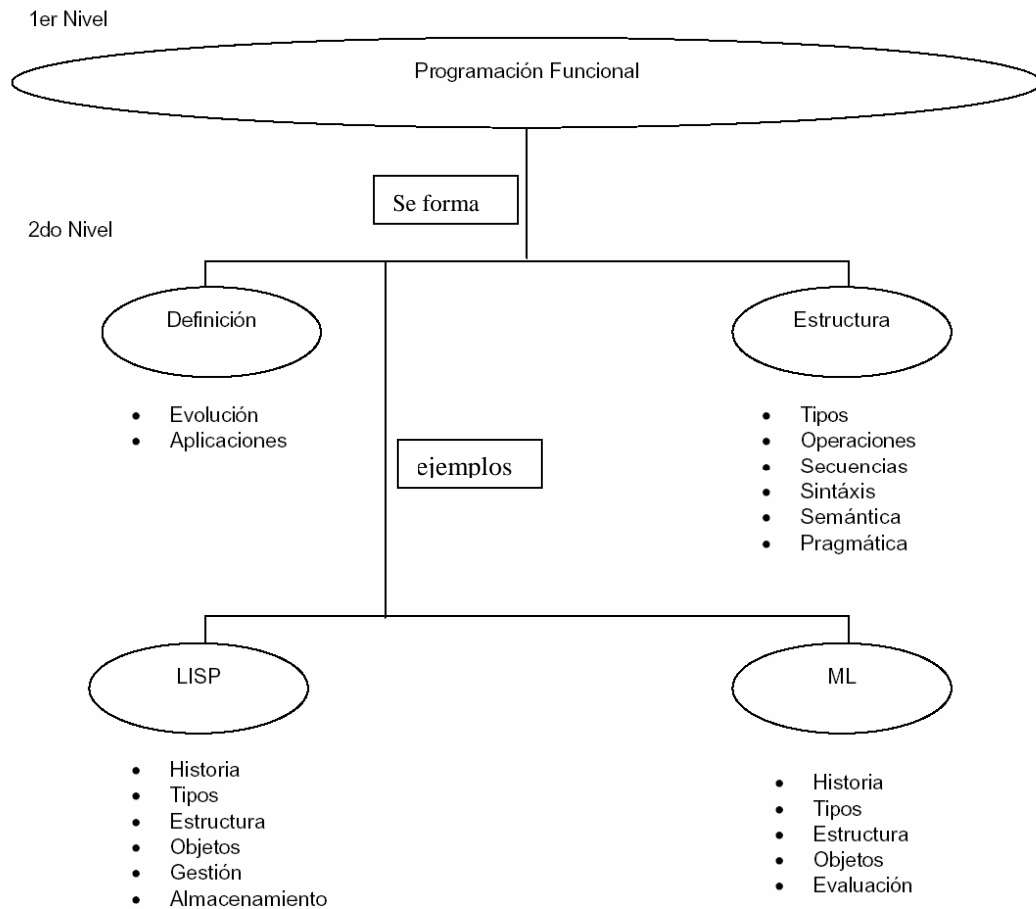 1er Nivel
Programación Funcional
Se forma
2do Nivel
Definición
Estructura
• Evolución
• Aplicaciones
• Tipos
• Operaciones
• Secuencias
• Sintáxis
• Semántica
• Pragmática
ejemplos
LISP
ML
• Historia
• Tipos
• Estructura
• Objetos
• Gestión
• Almacenamiento
• Historia
• Tipos
• Estructura
• Objetos
• Evaluación